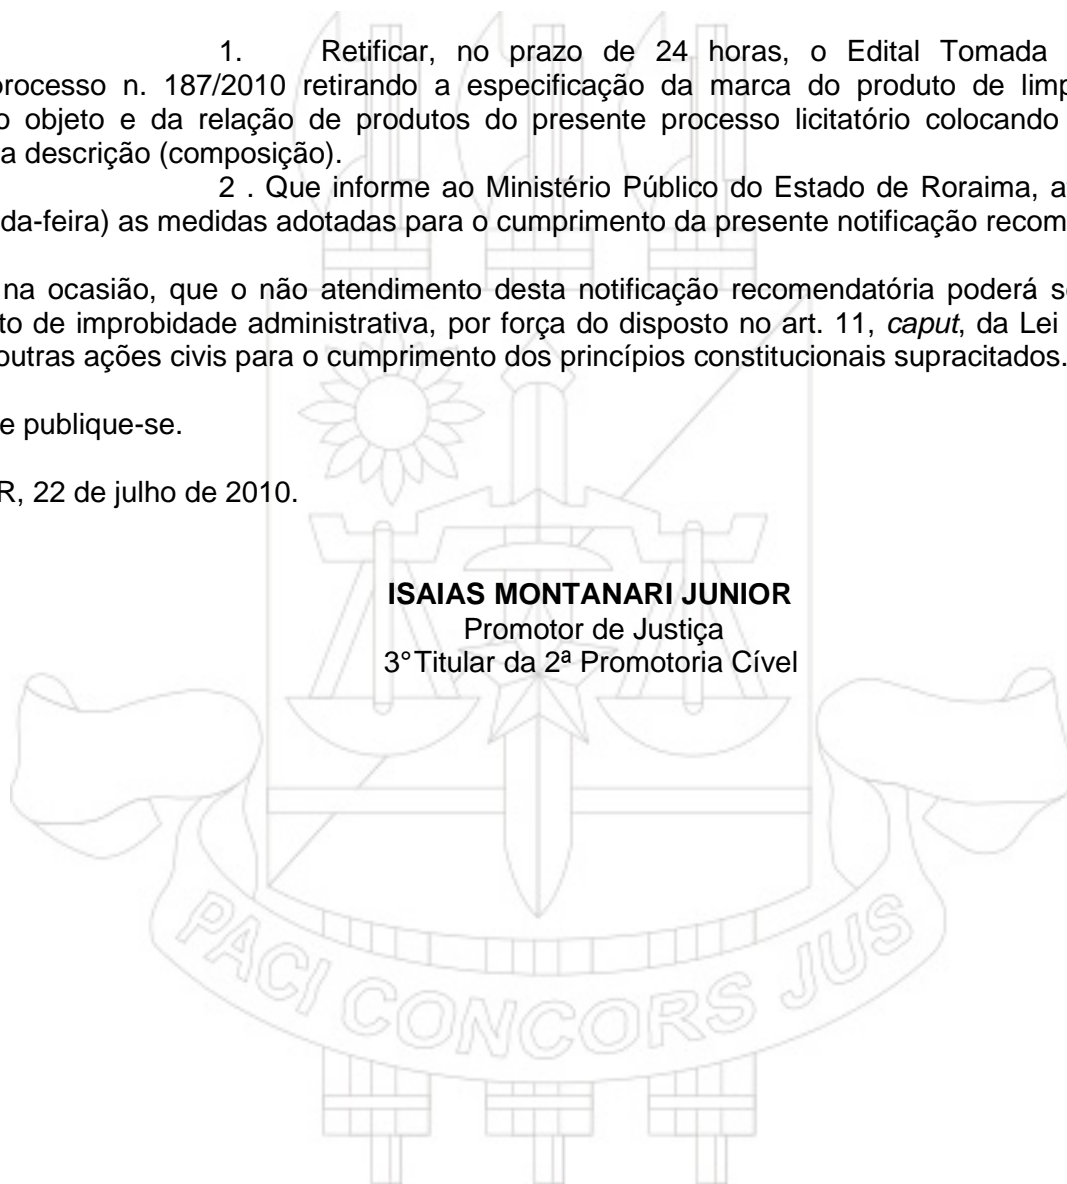 1. Retificar, no prazo de 24 horas, o Edital Tomada
processo n. 187/2010 retirando a especificação da marca do produto de limp
o objeto e da relação de produtos do presente processo licitatório colocando
a descrição (composição).
2 . Que informe ao Ministério Público do Estado de Roraima, a
da-feira) as medidas adotadas para o cumprimento da presente notificação recom
na ocasião, que o não atendimento desta notificação recomendatória poderá s
to de improbidade administrativa, por força do disposto no art. 11, caput, da Lei
outras ações civis para o cumprimento dos princípios constitucionais supracitados.
e publique-se.
R, 22 de julho de 2010.
ISAIAS MONTANARI JUNIOR
Promotor de Justiça
3° Titular da 2ª Promotoria Cível
PACI CONCORS JUS